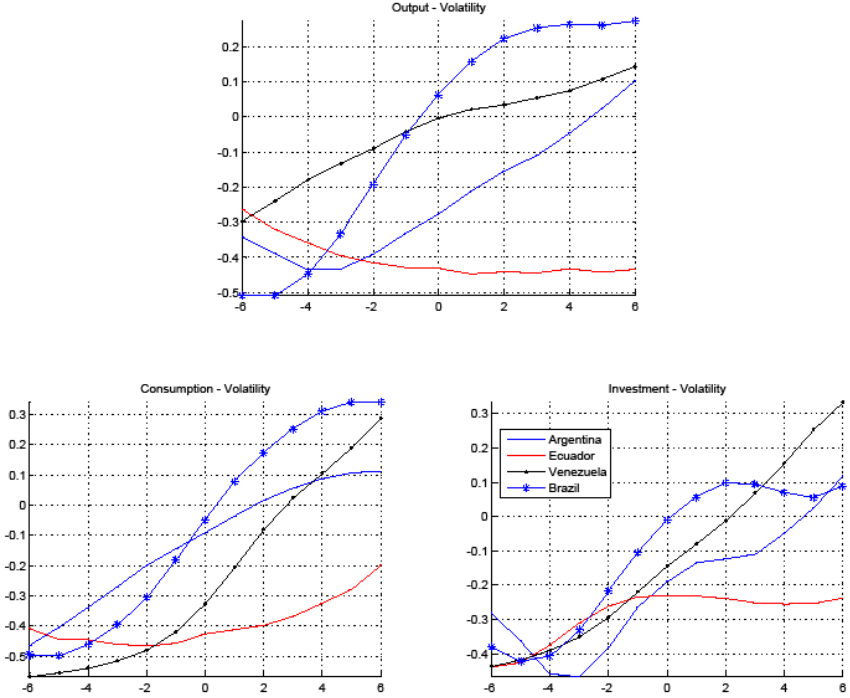 Output - Volatility
0.2
0.1
0
-0.1
-0.2
-0.3
-0.4
-0.5
-6 -4 -2 0 2 4 6
Consumption - Volatility
0.3
0.2
0.1
0
-0.1
-0.2
-0.3
-0.4
-0.5
-6 -4 -2 0 2 4 6
Investment - Volatility
0.3
0.2
0.1
0
-0.1
-0.2
-0.3
-0.4
-6 -4 -2 0 2 4 6
Argentina
Ecuador
Venezuela
Brazil